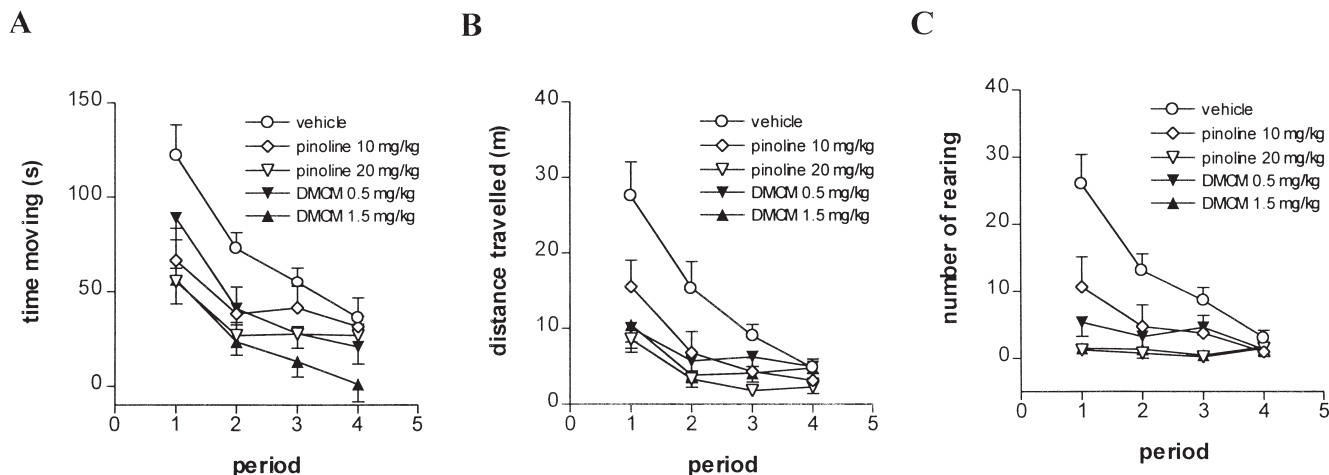 A
B
C
150
100
50
0
time moving (s)
vehicle
pinoline 10 mg/kg
pinoline 20 mg/kg
DMCM 0.5 mg/kg
DMCM 1.5 mg/kg
0 1 2 3 4 5
period
40
30
20
10
0
distance travelled (m)
vehicle
pinoline 10 mg/kg
pinoline 20 mg/kg
DMCM 0.5 mg/kg
DMCM 1.5 mg/kg
0 1 2 3 4 5
period
40
30
20
10
0
number of rearing
vehicle
pinoline 10 mg/kg
pinoline 20 mg/kg
DMCM 0.5 mg/kg
DMCM 1.5 mg/kg
0 1 2 3 4 5
period